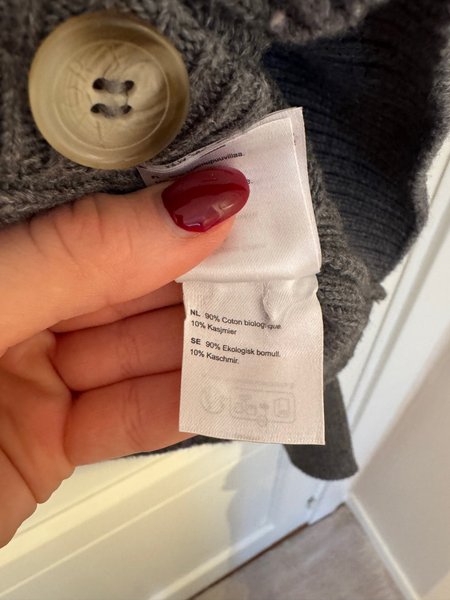 NL 90% Coton biologique.
10% Kasjmier
SE 90% Ekologisk bomull.
10% Kaschmir.